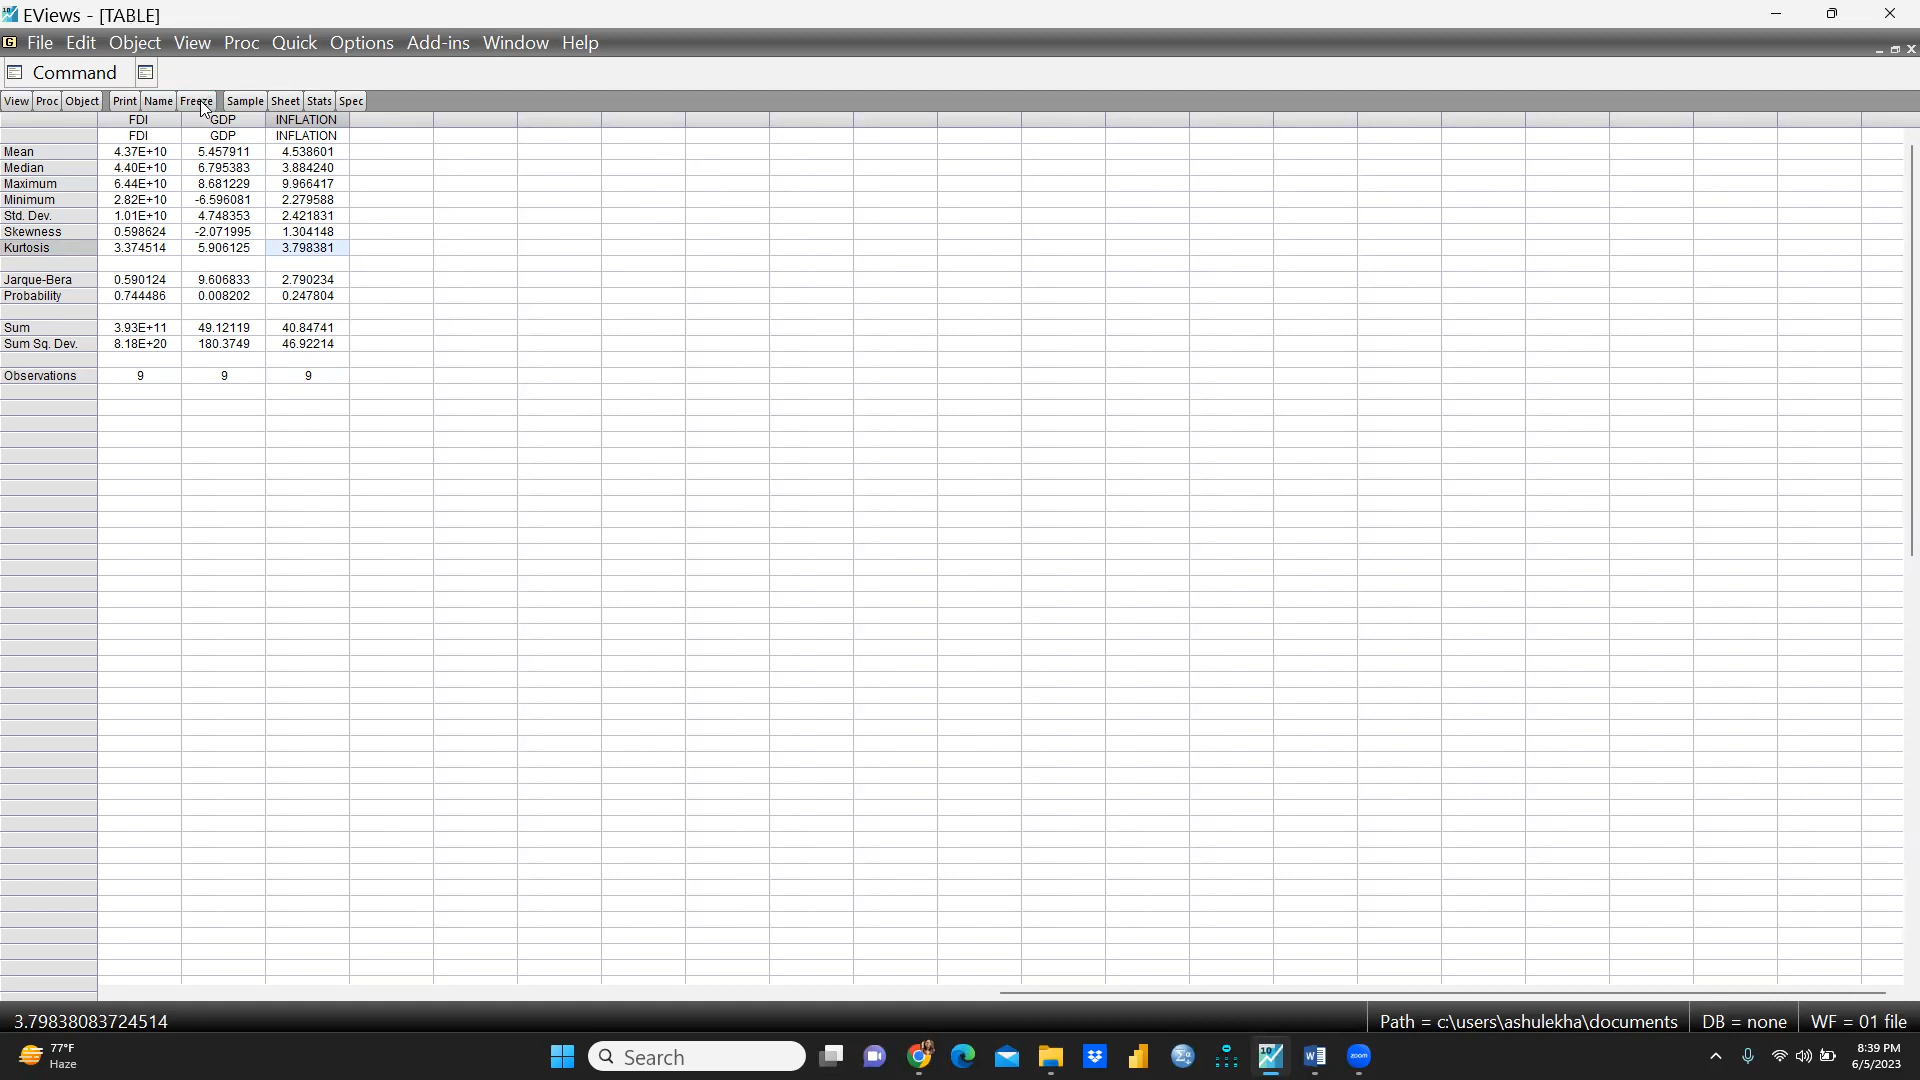 EViews - [TABLE]
File Edit Object View Proc Quick Options Add-ins Window Help
Command
View Proc Object Print Name Freeze Sample Sheet Stats Spec
FDI GDP INFLATION
FDI GDP INFLATION
Mean 4.37E+10 5.457911 4.538601
Median 4.40E+10 6.795383 3.884240
Maximum 6.44E+10 8.681229 9.966417
Minimum 2.82E+10 -6.596081 2.279588
Std. Dev. 1.01E+10 4.748353 2.421831
Skewness 0.598624 -2.071995 1.304148
Kurtosis 3.374514 5.906125 3.798381
Jarque-Bera 0.590124 9.606833 2.790234
Probability 0.744486 0.008202 0.247804
Sum 3.93E+11 49.12119 40.84741
Sum Sq. Dev. 8.18E+20 180.3749 46.92214
Observations 9 9 9
3.79838083724514 Path = c:\users\ashulekha\documents DB = none WF = 01 file
77°F
Haze
Search
10
zoom
8:39 PM
6/5/2023